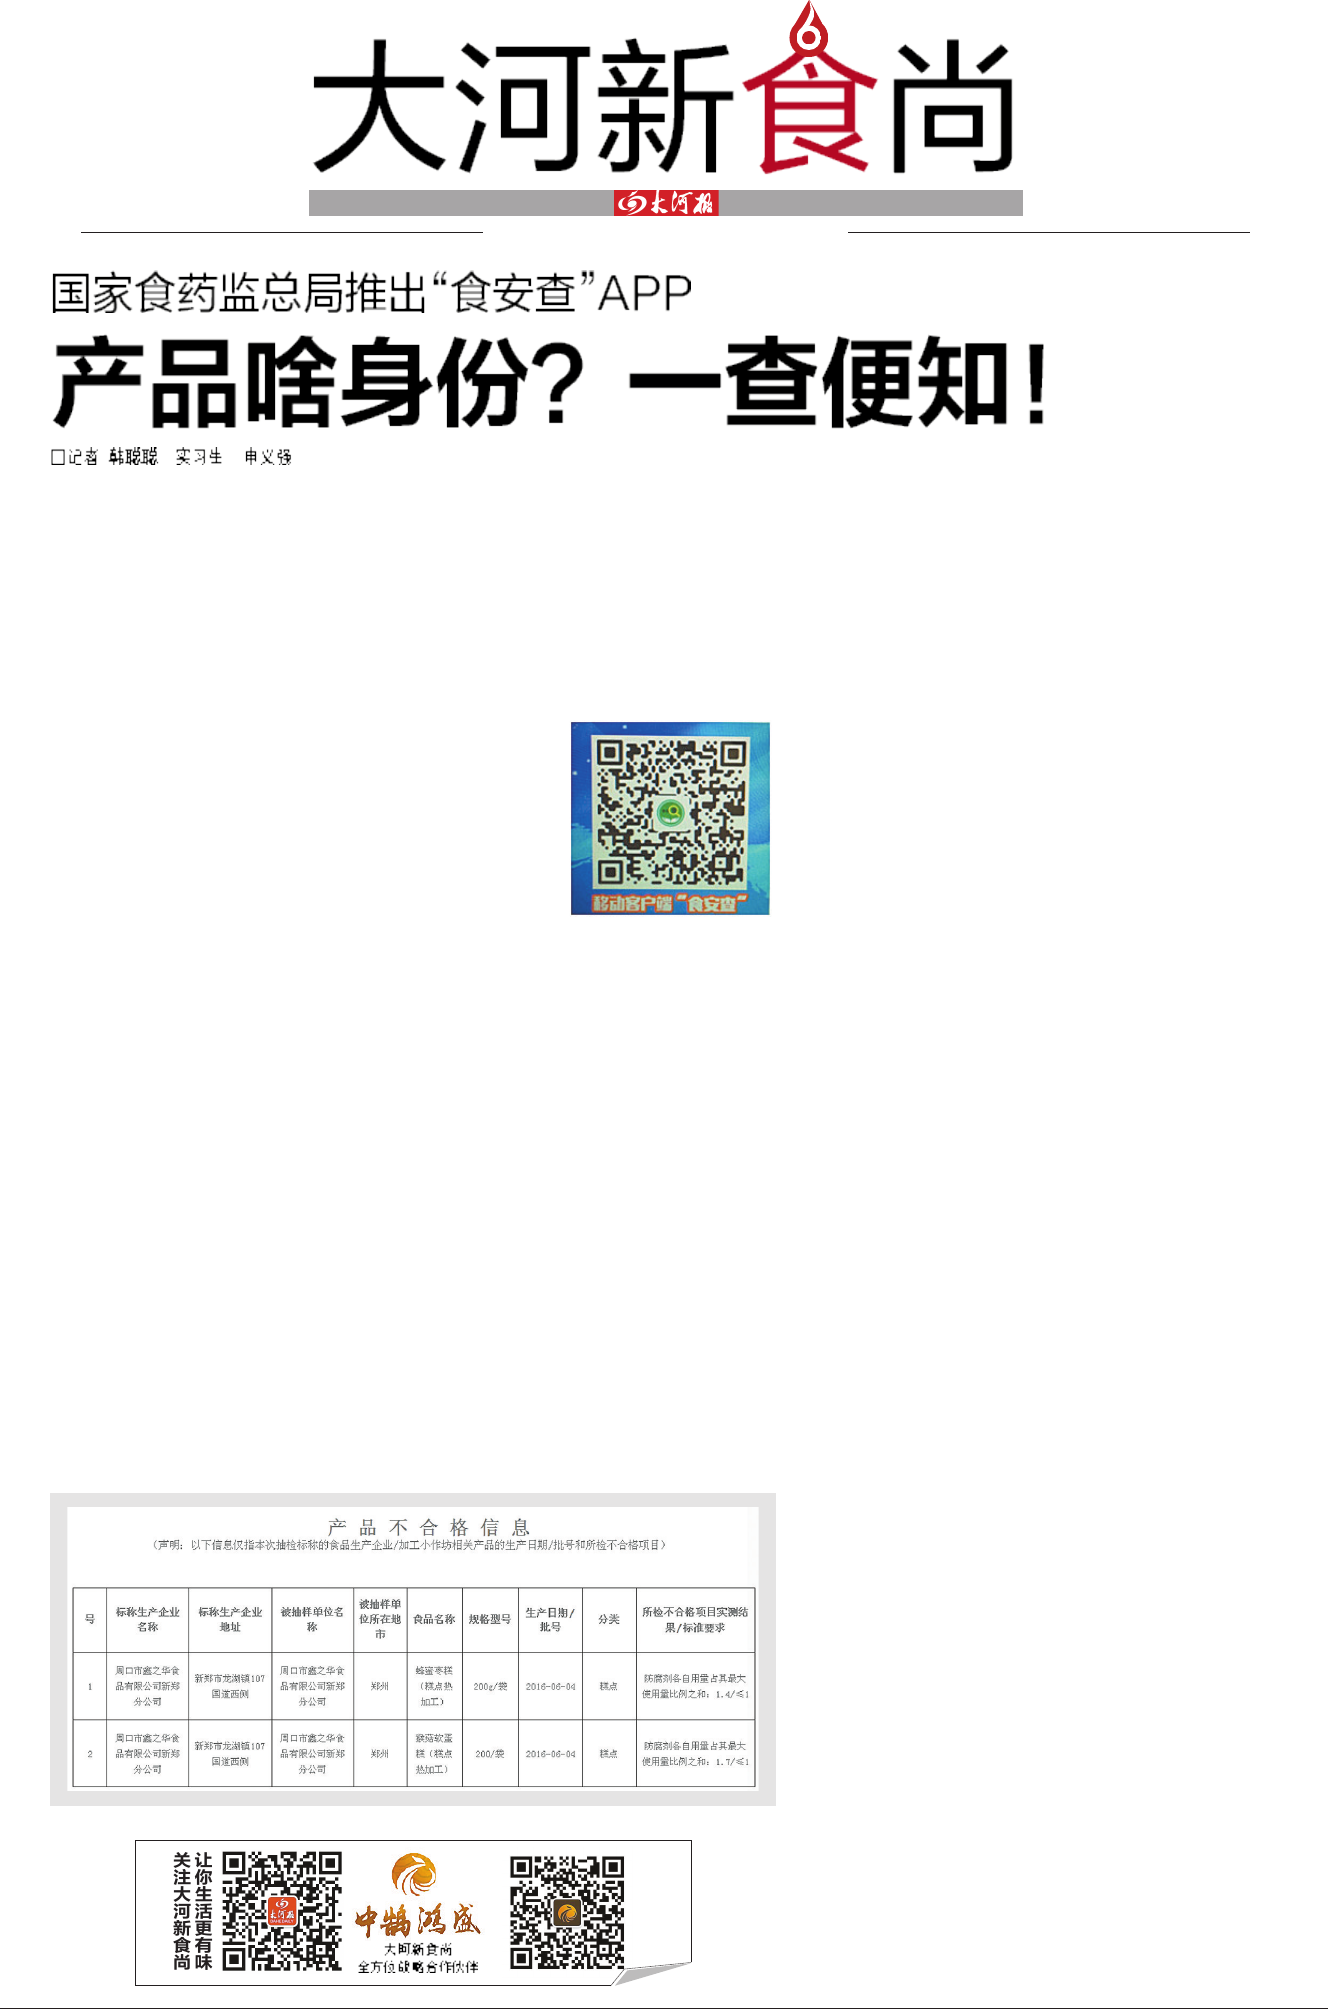 大河新食尚
大河报
国家食药监总局推出“食安查”APP
产品啥身份？一查便知！
□记者 韩聪聪 实习生 申义强
移动客户端“食安查”
产品不合格信息
（声明：以下信息仅指本次抽检标称的食品生产企业/加工小作坊相关产品的生产日期/批号和所检不合格项目）
号 标称生产企业名称 标称生产企业地址 被抽样单位名称 被抽样单位所在地市 食品名称 规格型号 生产日期/批号 分类 所检不合格项目实测结果/标准要求
1 周口市鑫之华食品有限公司新郑分公司 新郑市龙湖镇107国道西侧 周口市鑫之华食品有限公司新郑分公司 郑州 蜂蜜枣糕（糕点热加工） 200g/袋 2016-06-04 糕点 防腐剂各自用量占其最大使用量比例之和：1.4/≤1
2 周口市鑫之华食品有限公司新郑分公司 新郑市龙湖镇107国道西侧 周口市鑫之华食品有限公司新郑分公司 郑州 猴菇软蛋糕（糕点热加工） 200/袋 2016-06-04 糕点 防腐剂各自用量占其最大使用量比例之和：1.7/≤1
关注大河新食尚
让你生活更有味
大河报
中鹄鸿盛
大河新食尚
全方位战略合作伙伴